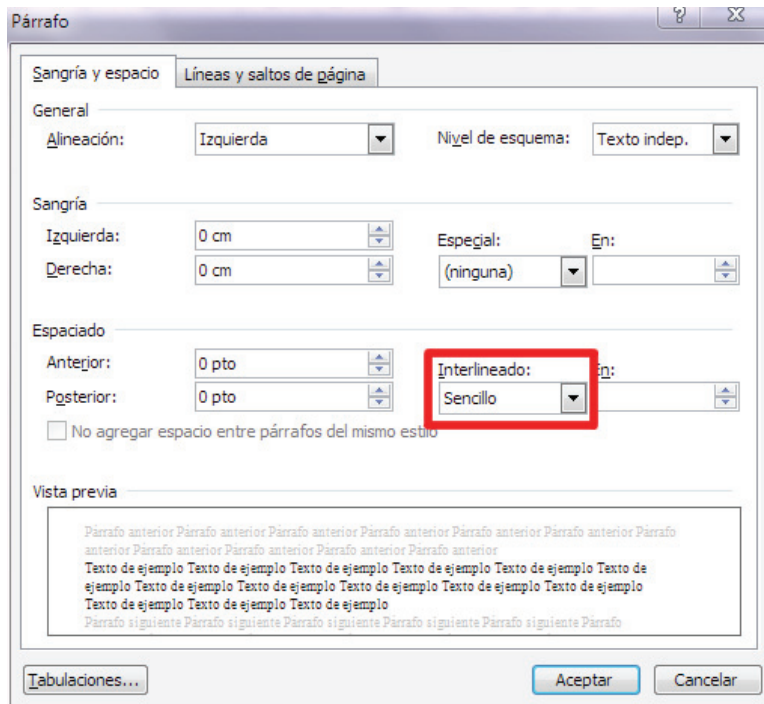 Párrafo
Sangría y espacio Líneas y saltos de página
General
Alineación: Izquierda Nivel de esquema: Texto indep.
Sangría
Izquierda: 0 cm Especial: En:
Derecha: 0 cm (ninguna)
Espaciado
Anterior: 0 pto Interlineado: En:
Posterior: 0 pto Sencillo
No agregar espacio entre párrafos del mismo estilo
Vista previa
Párrafo anterior Párrafo anterior Párrafo anterior Párrafo anterior Párrafo anterior Párrafo anterior Párrafo
anterior Párrafo anterior Párrafo anterior Párrafo anterior Párrafo anterior
Texto de ejemplo Texto de ejemplo Texto de ejemplo Texto de ejemplo Texto de ejemplo Texto de
ejemplo Texto de ejemplo Texto de ejemplo Texto de ejemplo Texto de ejemplo Texto de ejemplo
Texto de ejemplo Texto de ejemplo Texto de ejemplo
Párrafo siguiente Párrafo siguiente Párrafo siguiente Párrafo siguiente Párrafo siguiente Párrafo
Tabulaciones... Aceptar Cancelar